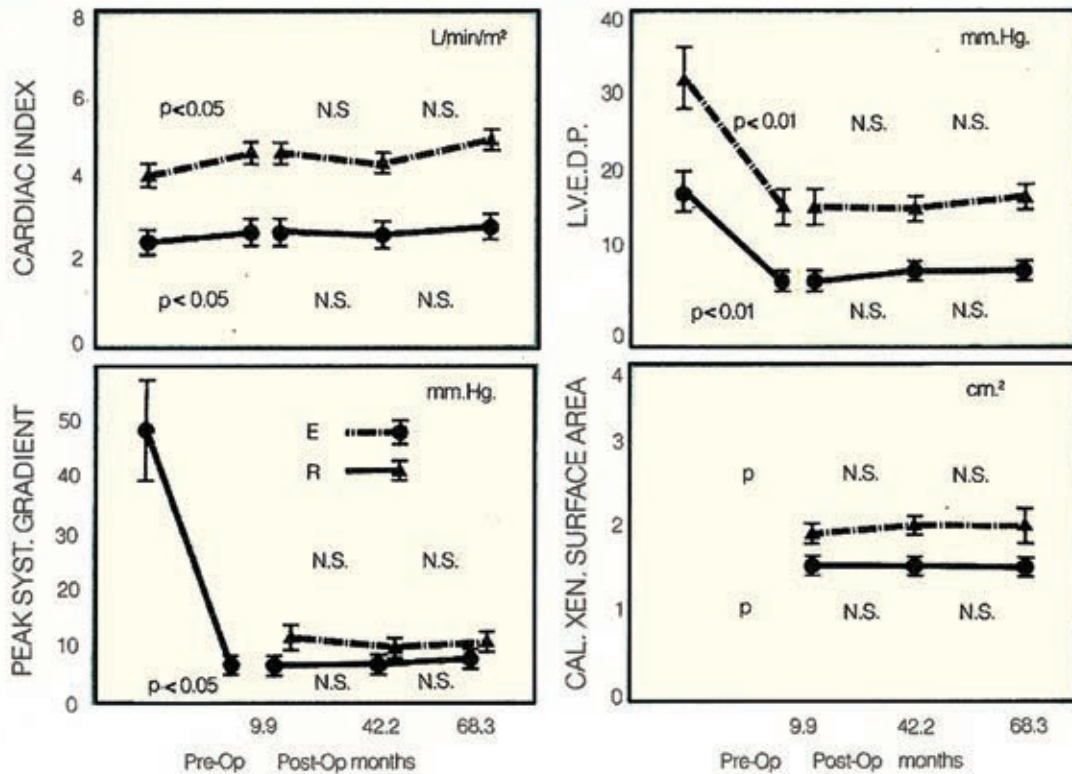 CARDIAC INDEX
L/min/m²
8
6
4
2
0
p<0.05
N.S
N.S.
p<0.05
N.S.
N.S.
L.V.E.D.P.
mm.Hg.
40
30
20
10
0
p<0.01
N.S.
N.S.
p<0.01
N.S.
N.S.
PEAK SYST. GRADIENT
mm.Hg.
50
40
30
20
10
0
E
R
N.S.
N.S.
p<0.05
N.S.
N.S.
9.9
42.2
68.3
Pre-Op
Post-Op months
CAL. XEN. SURFACE AREA
cm.²
4
3
2
1
0
p
N.S.
N.S.
p
N.S.
N.S.
9.9
42.2
68.3
Pre-Op
Post-Op months